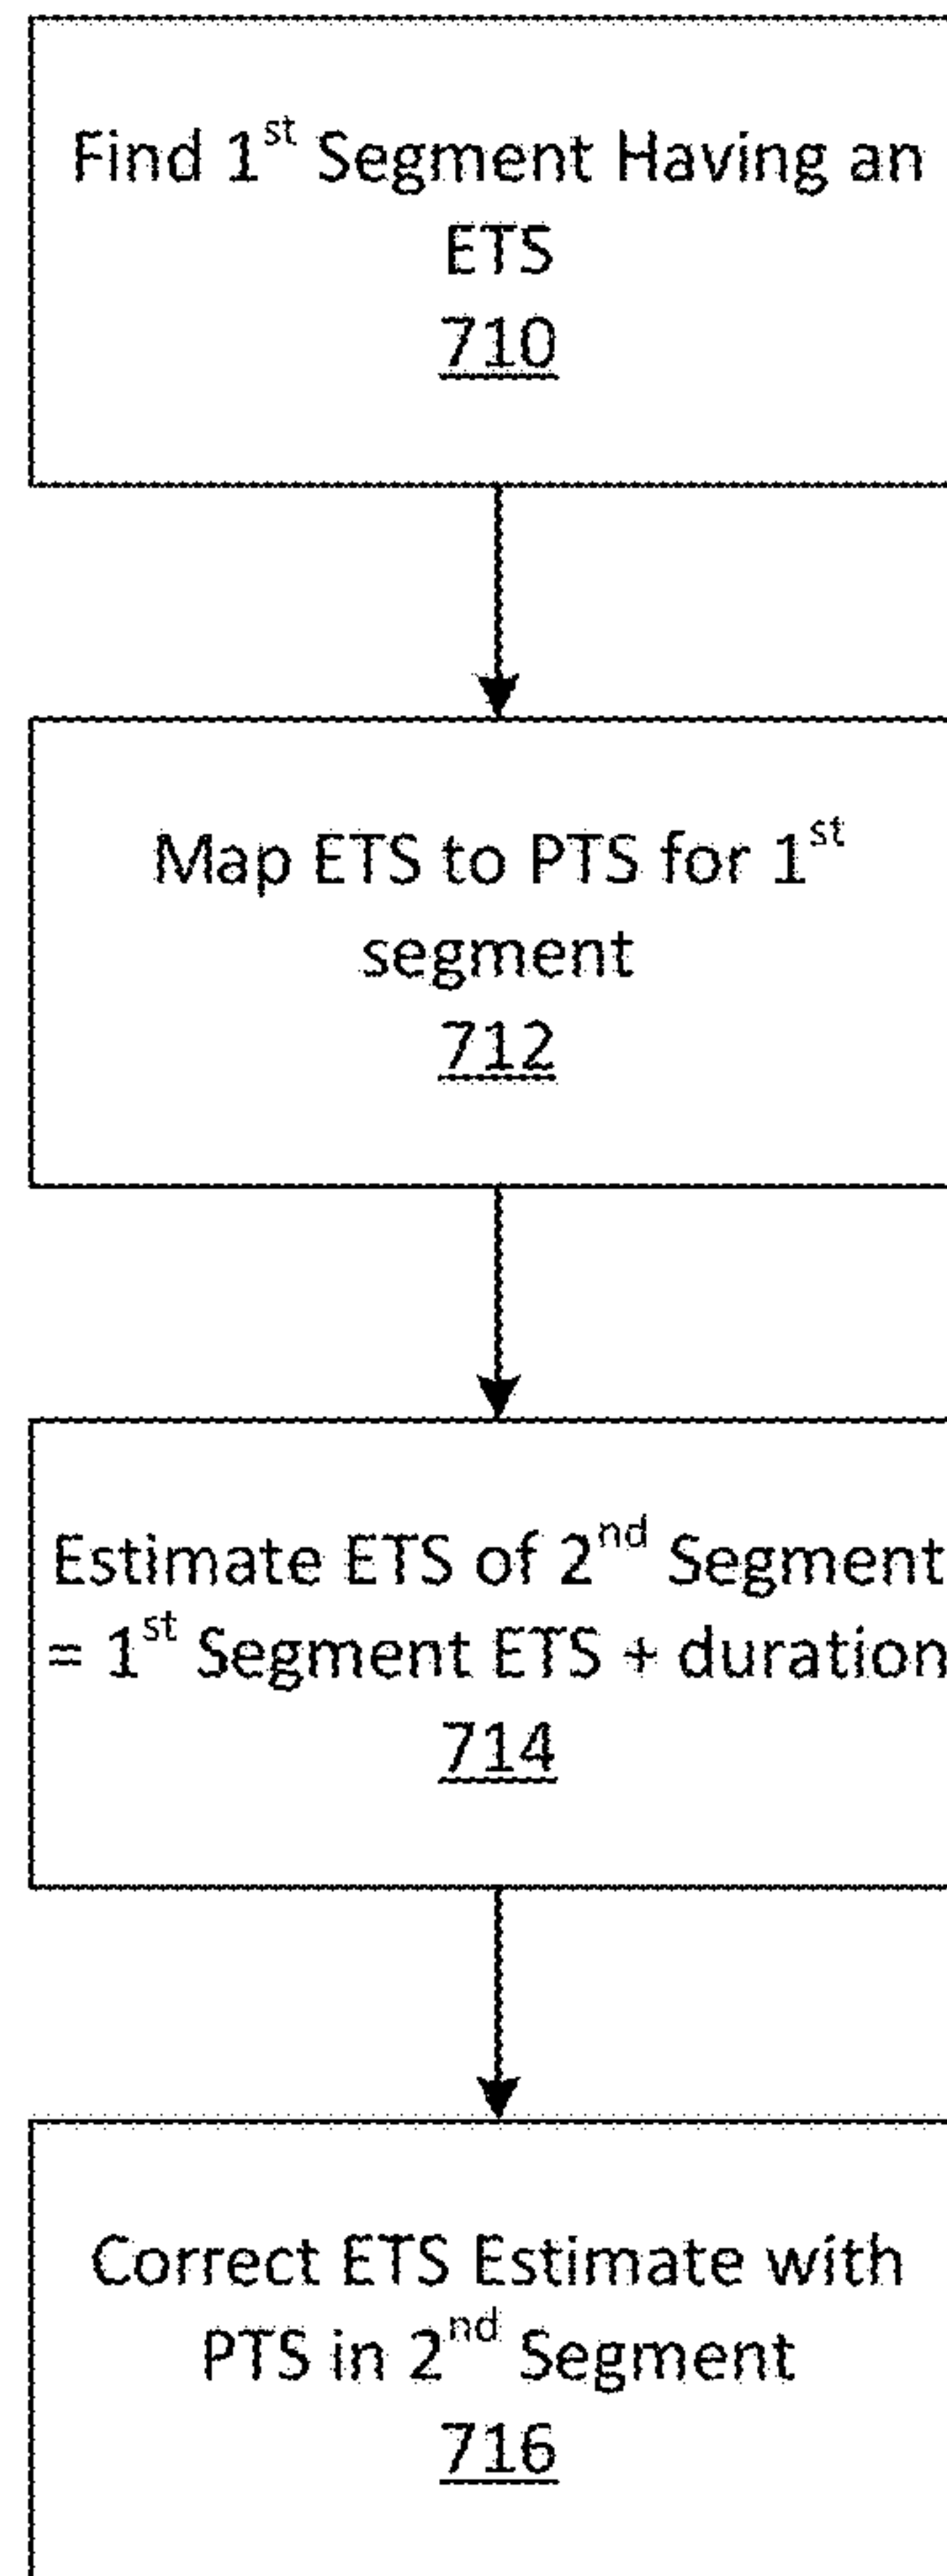 Find 1st Segment Having an
ETS
710
Map ETS to PTS for 1st
segment
712
Estimate ETS of 2nd Segment
= 1st Segment ETS + duration
714
Correct ETS Estimate with
PTS in 2nd Segment
716